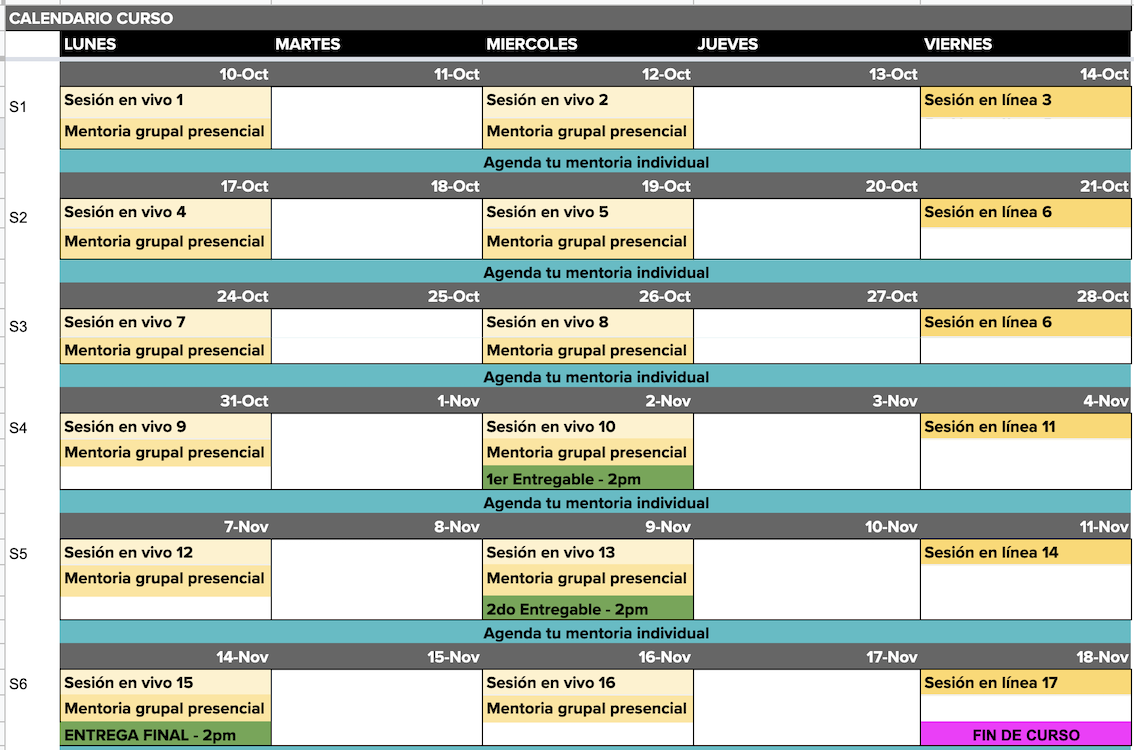 CALENDARIO CURSO
LUNES MARTES MIERCOLES JUEVES VIERNES
10-Oct 11-Oct 12-Oct 13-Oct 14-Oct
S1 Sesión en vivo 1 Sesión en vivo 2 Sesión en línea 3
Mentoria grupal presencial Mentoria grupal presencial
Agenda tu mentoria individual
17-Oct 18-Oct 19-Oct 20-Oct 21-Oct
S2 Sesión en vivo 4 Sesión en vivo 5 Sesión en línea 6
Mentoria grupal presencial Mentoria grupal presencial
Agenda tu mentoria individual
24-Oct 25-Oct 26-Oct 27-Oct 28-Oct
S3 Sesión en vivo 7 Sesión en vivo 8 Sesión en línea 6
Mentoria grupal presencial Mentoria grupal presencial
Agenda tu mentoria individual
31-Oct 1-Nov 2-Nov 3-Nov 4-Nov
S4 Sesión en vivo 9 Sesión en vivo 10 Sesión en línea 11
Mentoria grupal presencial Mentoria grupal presencial
1er Entregable - 2pm
Agenda tu mentoria individual
7-Nov 8-Nov 9-Nov 10-Nov 11-Nov
S5 Sesión en vivo 12 Sesión en vivo 13 Sesión en línea 14
Mentoria grupal presencial Mentoria grupal presencial
2do Entregable - 2pm
Agenda tu mentoria individual
14-Nov 15-Nov 16-Nov 17-Nov 18-Nov
S6 Sesión en vivo 15 Sesión en vivo 16 Sesión en línea 17
Mentoria grupal presencial Mentoria grupal presencial
ENTREGA FINAL - 2pm FIN DE CURSO